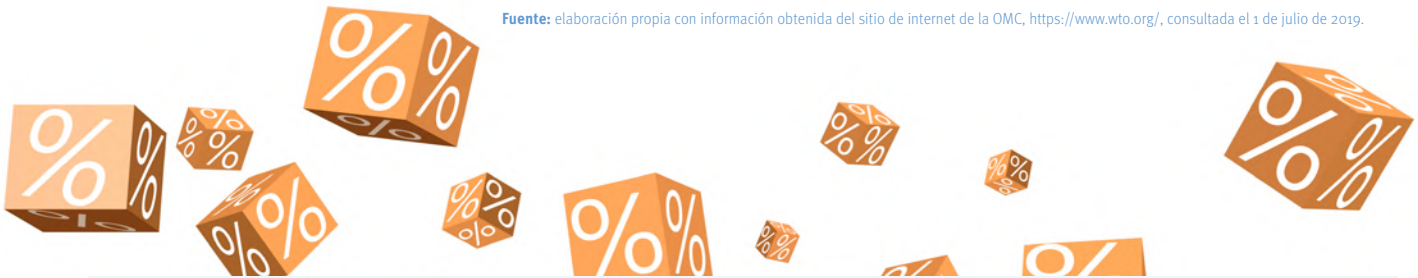 Fuente: elaboración propia con información obtenida del sitio de internet de la OMC, https://www.wto.org/, consultada el 1 de julio de 2019.
% % %
% % %
% % %
% % %
% % %
% % %
% %
% % %
% %
% % %
% % %
%
%